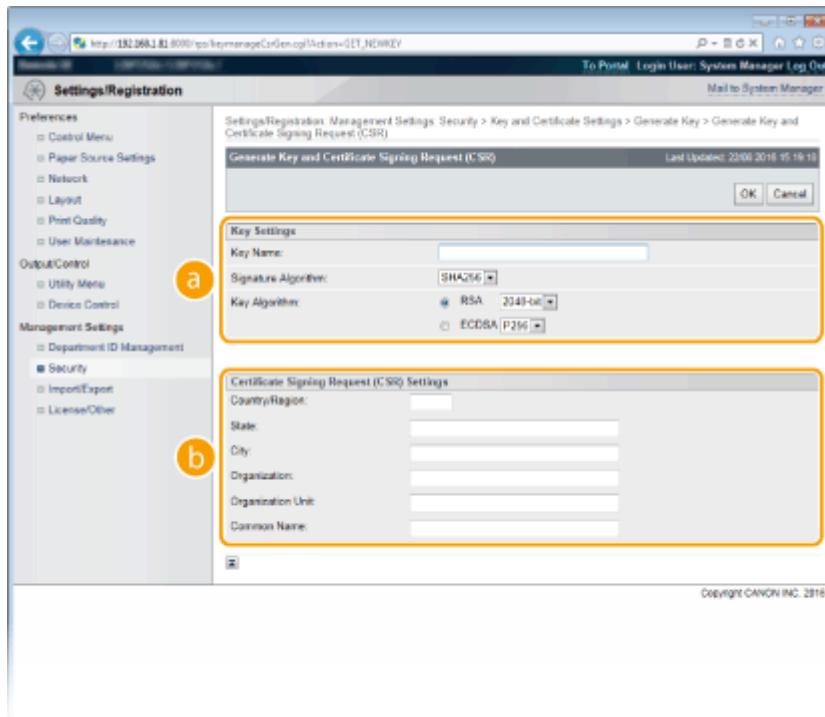 http://192.168.1.81:8000/rps/keymanageCsrGen.cgi?Action=GET_NEWKEY
To Portal Login User: System Manager Log Ou
Settings/Registration
Mail to System Manager
Preferences
Control Menu
Paper Source Settings
Network
Layout
Print Quality
User Maintenance
Output/Control
Utility Menu
Device Control
Management Settings
Department ID Management
Security
Import/Export
License/Other
Settings/Registration: Management Settings: Security > Key and Certificate Settings > Generate Key > Generate Key and
Certificate Signing Request (CSR)
Generate Key and Certificate Signing Request (CSR)
Last Updated: 22/06 2016 15:19:18
OK Cancel
a
Key Settings
Key Name:
Signature Algorithm: SHA256
Key Algorithm: RSA 2048-bit
ECDSA P256
b
Certificate Signing Request (CSR) Settings
Country/Region:
State:
City:
Organization:
Organization Unit:
Common Name:
Copyright CANON INC. 2016